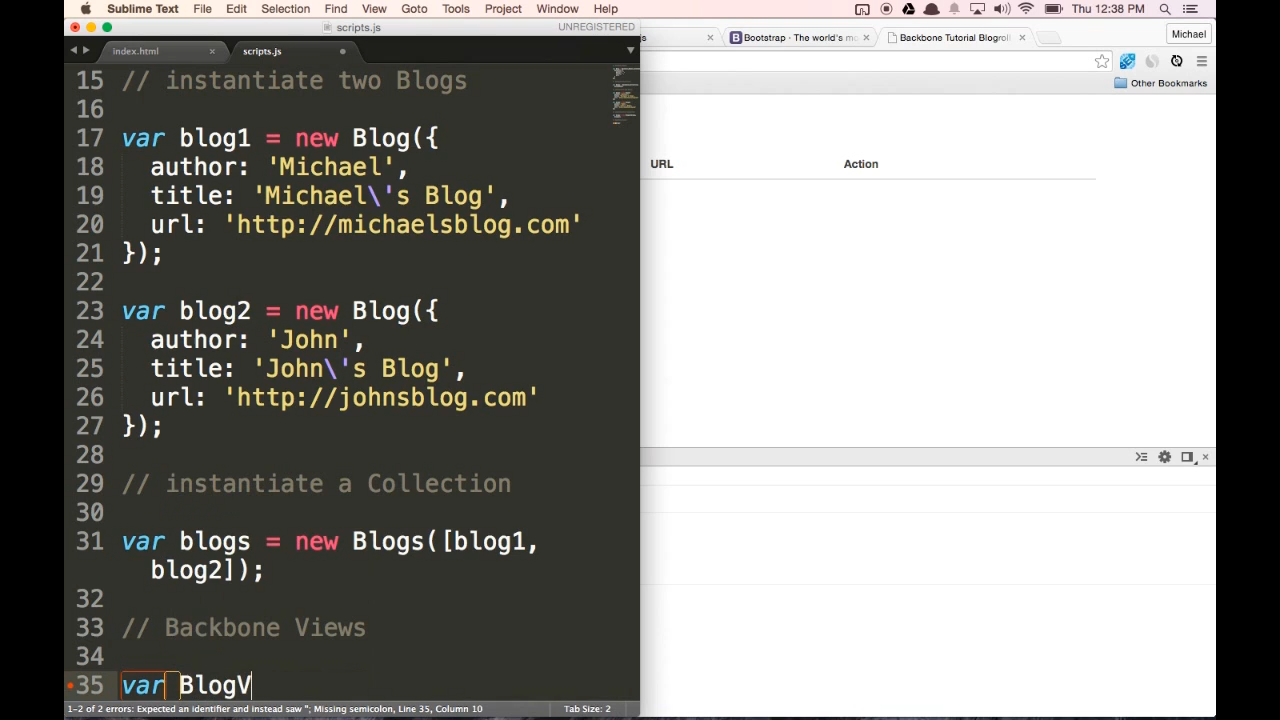 Sublime Text File Edit Selection Find View Goto Tools Project Window Help Thu 12:38 PM
scripts.js UNREGISTERED
index.html × scripts.js
Bootstrap · The world's mo × Backbone Tutorial Blogroll × Michael
Other Bookmarks
URL Action
15 // instantiate two Blogs
16
17 var blog1 = new Blog({
18 author: 'Michael',
19 title: 'Michael\'s Blog',
20 url: 'http://michaelsblog.com'
21 });
22
23 var blog2 = new Blog({
24 author: 'John',
25 title: 'John\'s Blog',
26 url: 'http://johnsblog.com'
27 });
28
29 // instantiate a Collection
30
31 var blogs = new Blogs([blog1,
blog2]);
32
33 // Backbone Views
34
35 var BlogV
1-2 of 2 errors: Expected an identifier and instead saw ''; Missing semicolon, Line 35, Column 10 Tab Size: 2 JavaScript